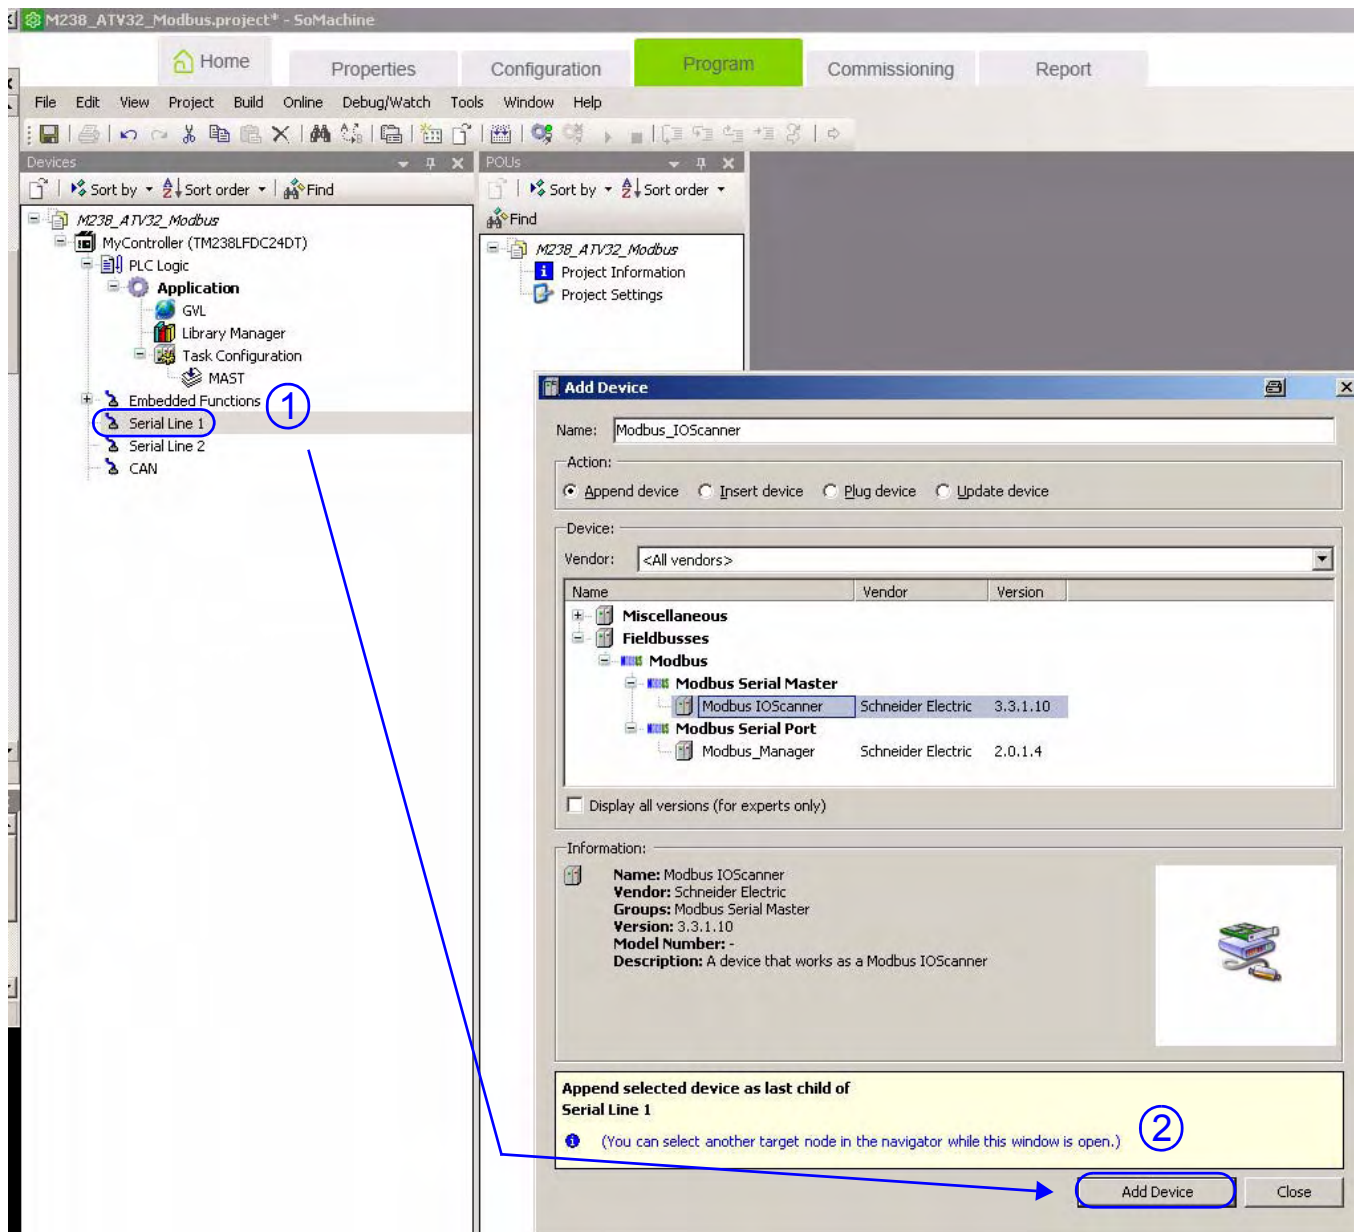 M238_ATV32_Modbus.project* - SoMachine
Home Properties Configuration Program Commissioning Report
File Edit View Project Build Online Debug/Watch Tools Window Help
Devices
Sort by Sort order Find
M238_ATV32_Modbus
MyController (TM238LFDC24DT)
PLC Logic
Application
GVL
Library Manager
Task Configuration
MAST
Embedded Functions
Serial Line 1
Serial Line 2
CAN
1
POUs
Sort by Sort order
Find
M238_ATV32_Modbus
Project Information
Project Settings
Add Device
Name: Modbus_IOScanner
Action:
Append device Insert device Plug device Update device
Device:
Vendor: <All vendors>
Name Vendor Version
Miscellaneous
Fieldbusses
Modbus
Modbus Serial Master
Modbus IOScanner Schneider Electric 3.3.1.10
Modbus Serial Port
Modbus_Manager Schneider Electric 2.0.1.4
Display all versions (for experts only)
Information:
Name: Modbus IOScanner
Vendor: Schneider Electric
Groups: Modbus Serial Master
Version: 3.3.1.10
Model Number: -
Description: A device that works as a Modbus IOScanner
Append selected device as last child of
Serial Line 1
(You can select another target node in the navigator while this window is open.)
2
Add Device Close